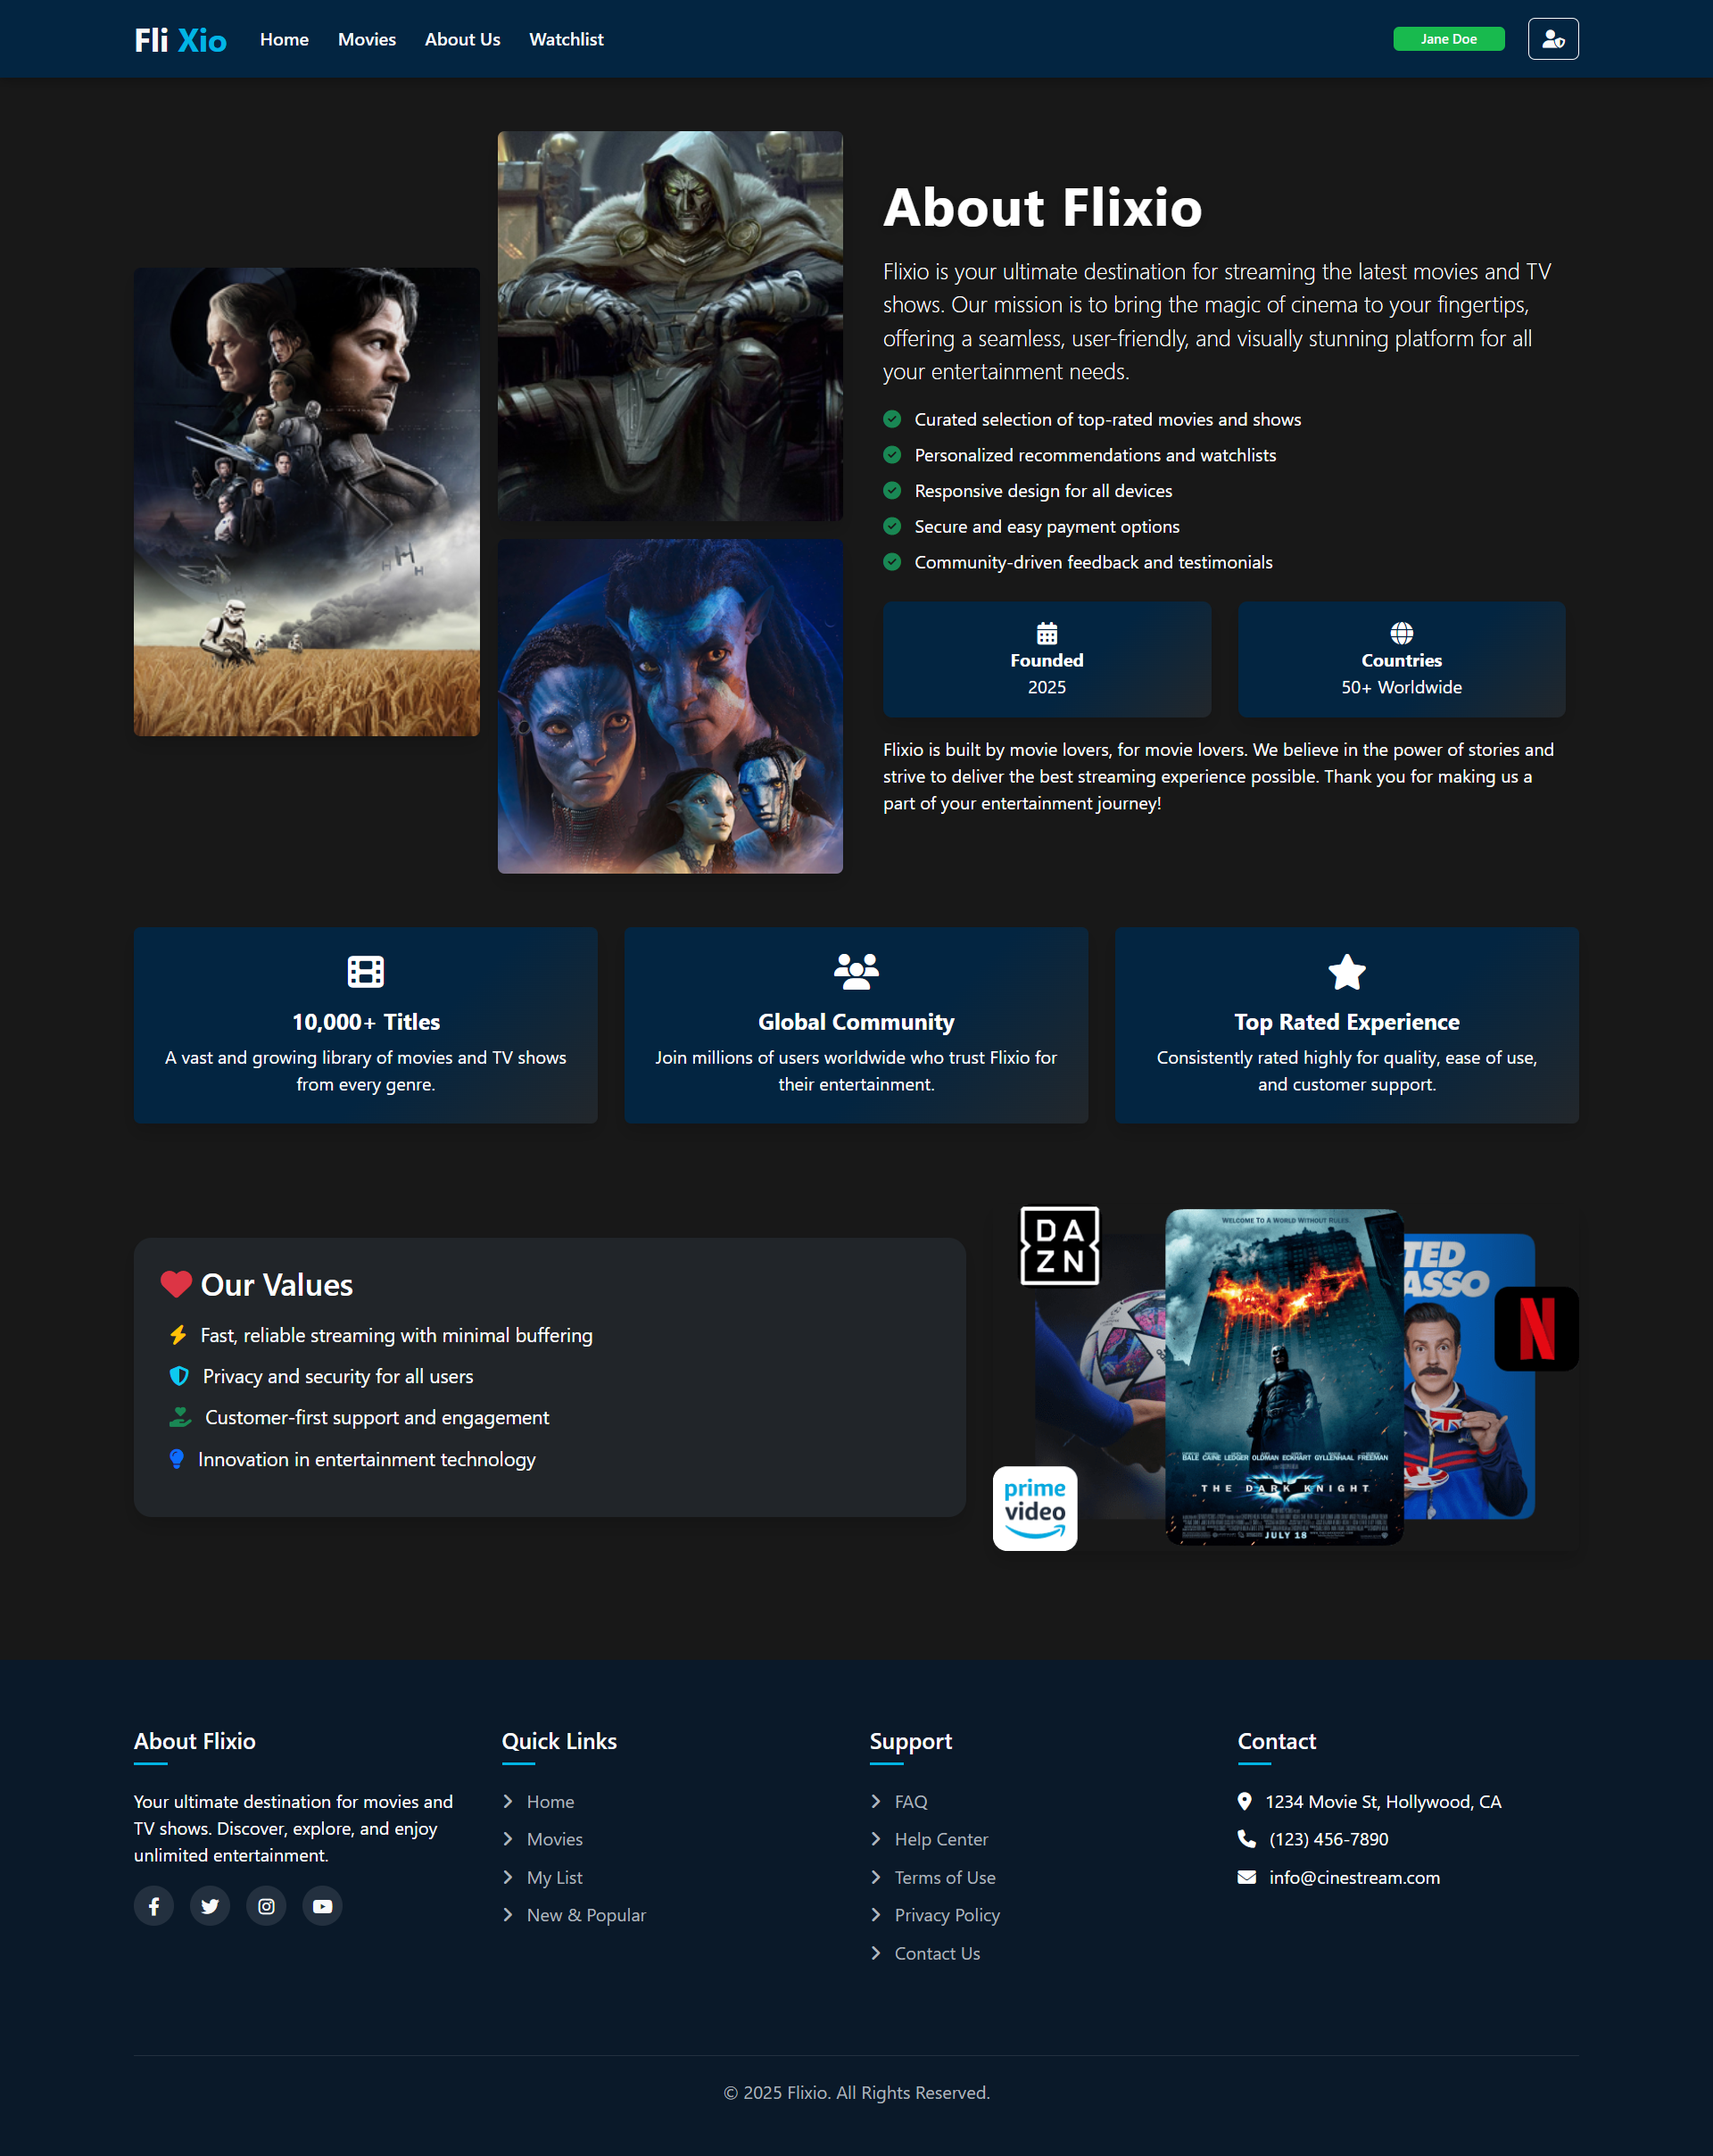 Fli Xio
Home
Movies
About Us
Watchlist
Jane Doe
About Flixio
Flixio is your ultimate destination for streaming the latest movies and TV
shows. Our mission is to bring the magic of cinema to your fingertips,
offering a seamless, user-friendly, and visually stunning platform for all
your entertainment needs.
Curated selection of top-rated movies and shows
Personalized recommendations and watchlists
Responsive design for all devices
Secure and easy payment options
Community-driven feedback and testimonials
Founded
2025
Countries
50+ Worldwide
Flixio is built by movie lovers, for movie lovers. We believe in the power of stories and
strive to deliver the best streaming experience possible. Thank you for making us a
part of your entertainment journey!
10,000+ Titles
A vast and growing library of movies and TV shows
from every genre.
Global Community
Join millions of users worldwide who trust Flixio for
their entertainment.
Top Rated Experience
Consistently rated highly for quality, ease of use,
and customer support.
Our Values
Fast, reliable streaming with minimal buffering
Privacy and security for all users
Customer-first support and engagement
Innovation in entertainment technology
DA
ZN
WELCOME TO A WORLD WITHOUT RULES.
TED
ASSO
N
BALE CAINE LEDGER OLDMAN ECKHART GYLLENHAAL FREEMAN
THE DARK KNIGHT
JULY 18
prime
video
About Flixio
Your ultimate destination for movies and
TV shows. Discover, explore, and enjoy
unlimited entertainment.
Quick Links
Home
Movies
My List
New & Popular
Support
FAQ
Help Center
Terms of Use
Privacy Policy
Contact Us
Contact
1234 Movie St, Hollywood, CA
(123) 456-7890
info@cinestream.com
© 2025 Flixio. All Rights Reserved.